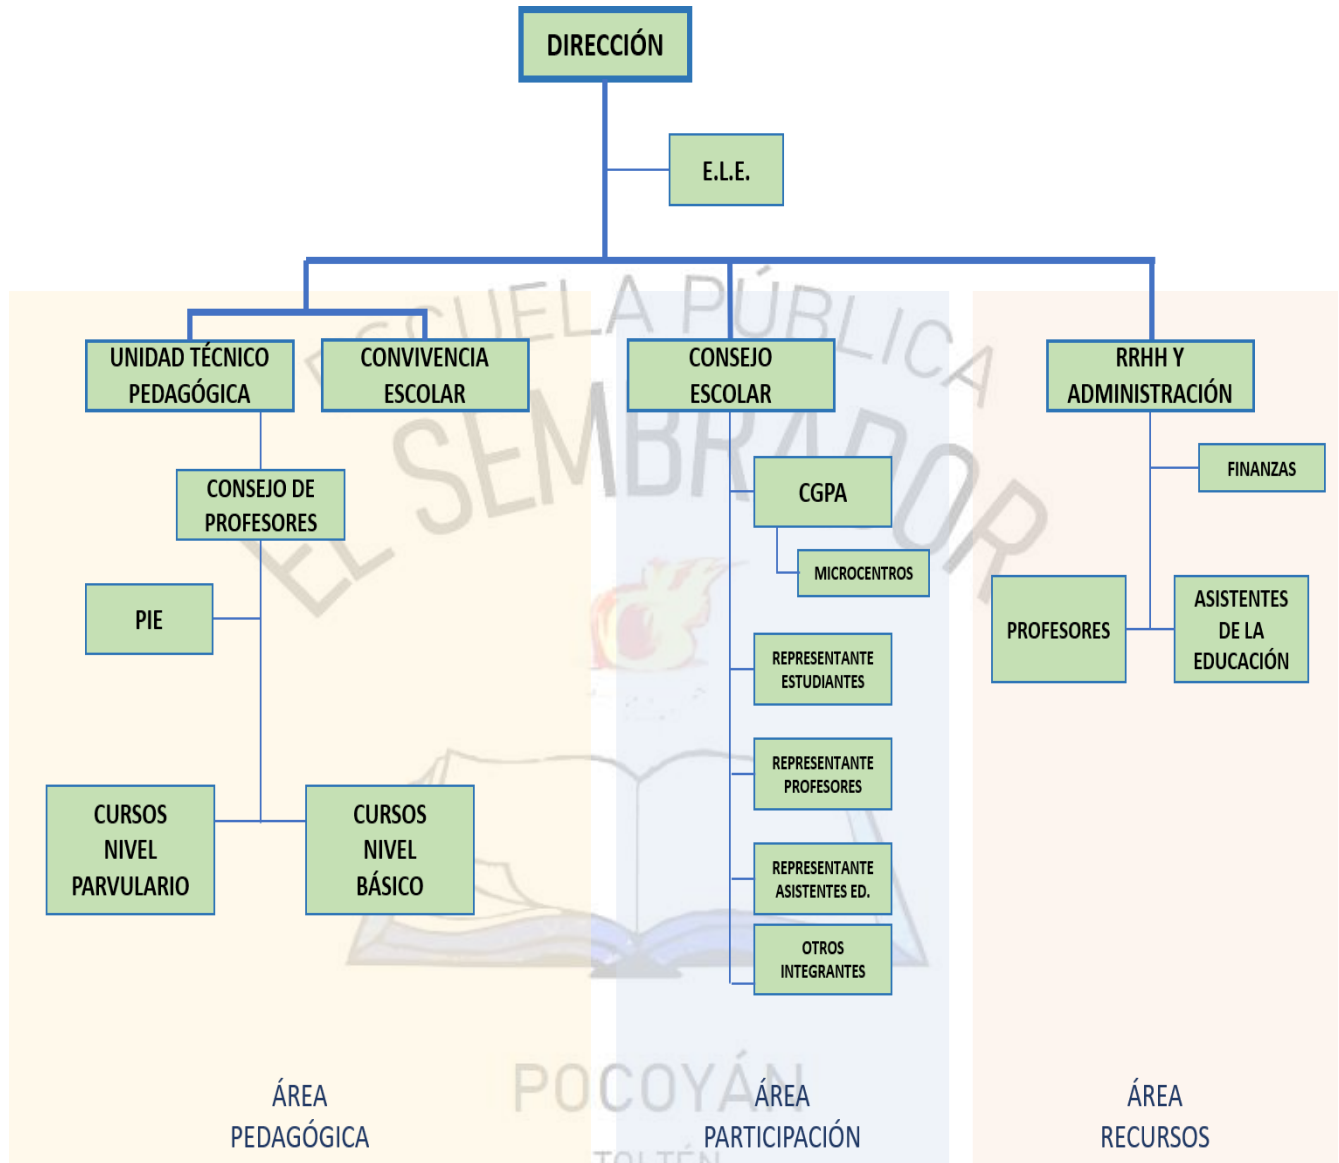 DIRECCIÓN
E.L.E.
ESCUELA PÚBLICA
EL SEMBRADOR
UNIDAD TÉCNICO
PEDAGÓGICA
CONVIVENCIA
ESCOLAR
CONSEJO
ESCOLAR
RRHH Y
ADMINISTRACIÓN
CONSEJO DE
PROFESORES
CGPA
FINANZAS
MICROCENTROS
PIE
PROFESORES
ASISTENTES
DE LA
EDUCACIÓN
REPRESENTANTE
ESTUDIANTES
REPRESENTANTE
PROFESORES
CURSOS
NIVEL
PARVULARIO
CURSOS
NIVEL
BÁSICO
REPRESENTANTE
ASISTENTES ED.
OTROS
INTEGRANTES
POCOYÁN
TOLTÉN
ÁREA
PEDAGÓGICA
ÁREA
PARTICIPACIÓN
ÁREA
RECURSOS